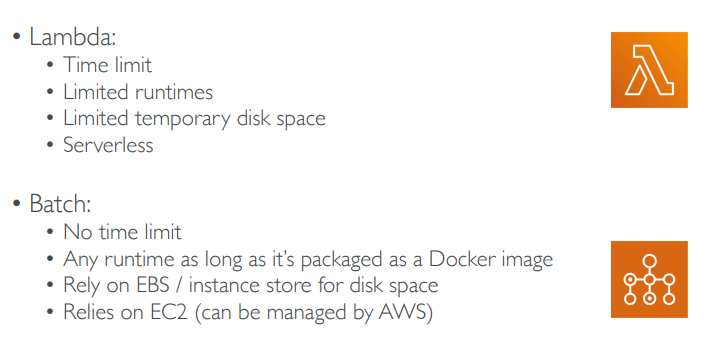 • Lambda:
• Time limit
• Limited runtimes
• Limited temporary disk space
• Serverless
• Batch:
• No time limit
• Any runtime as long as it's packaged as a Docker image
• Rely on EBS / instance store for disk space
• Relies on EC2 (can be managed by AWS)